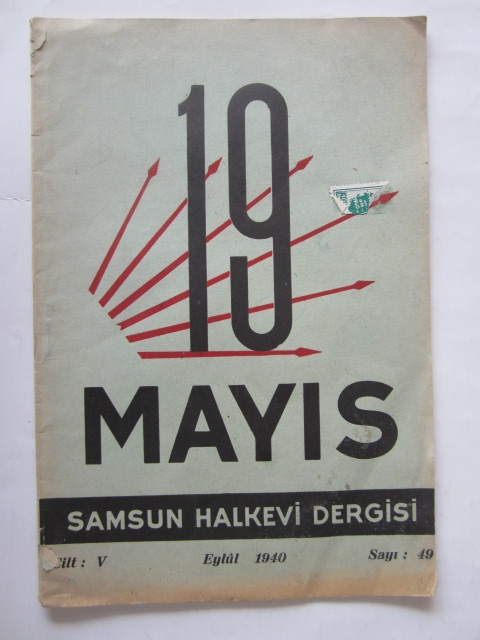 19
MAYIS
SAMSUN HALKEVİ DERGİSİ
Cilt : V Eylûl 1940 Sayı : 49